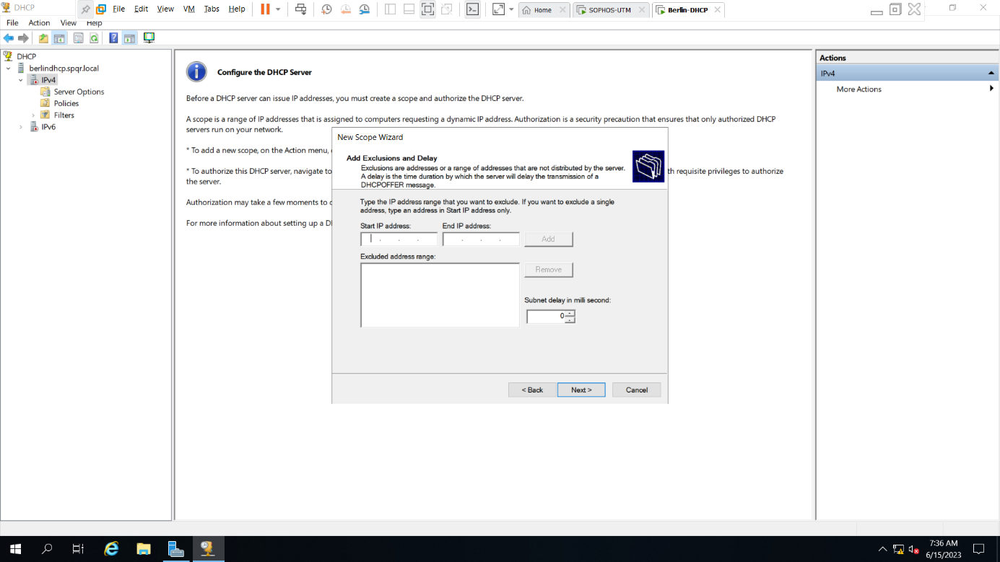 DHCP
File Edit View VM Tabs Help
Home
SOPHOS-UTM
Berlin-DHCP
File Action View Help
DHCP
berlindhcp.spqr.local
IPv4
Server Options
Policies
Filters
IPv6
Configure the DHCP Server
Before a DHCP server can issue IP addresses, you must create a scope and authorize the DHCP server.
A scope is a range of IP addresses that is assigned to computers requesting a dynamic IP address. Authorization is a security precaution that ensures that only authorized DHCP
servers run on your network.
* To add a new scope, on the Action menu,
* To authorize this DHCP server, navigate to
th requisite privileges to authorize
the server.
Authorization may take a few moments to
For more information about setting up a
New Scope Wizard
Add Exclusions and Delay
Exclusions are addresses or a range of addresses that are not distributed by the server.
A delay is the time duration by which the server will delay the transmission of a
DHCPOFFER message.
Type the IP address range that you want to exclude. If you want to exclude a single
address, type an address in Start IP address only.
Start IP address: End IP address:
. . . . . . Add
Excluded address range:
Remove
Subnet delay in milli second:
0
< Back Next > Cancel
Actions
IPv4
More Actions
7:36 AM
6/15/2023